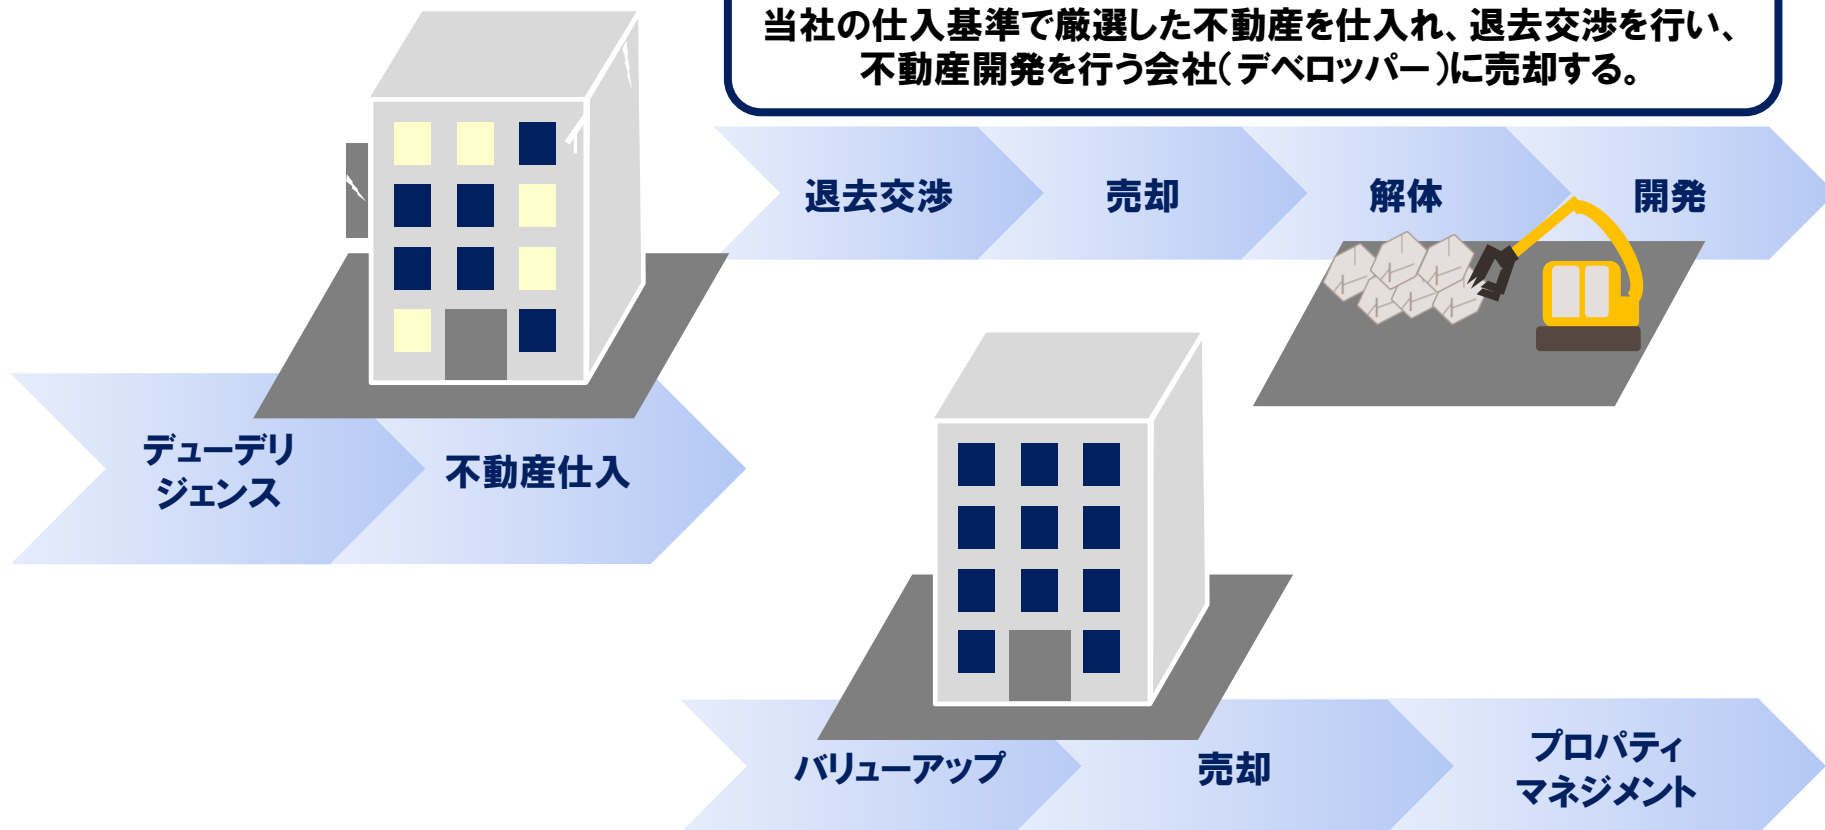 当社の仕入基準で厳選した不動産を仕入れ、退去交渉を行い、
不動産開発を行う会社(デベロッパー)に売却する。
退去交渉
売却
解体
開発
デューデリ
ジェンス
不動産仕入
バリューアップ
売却
プロパティ
マネジメント